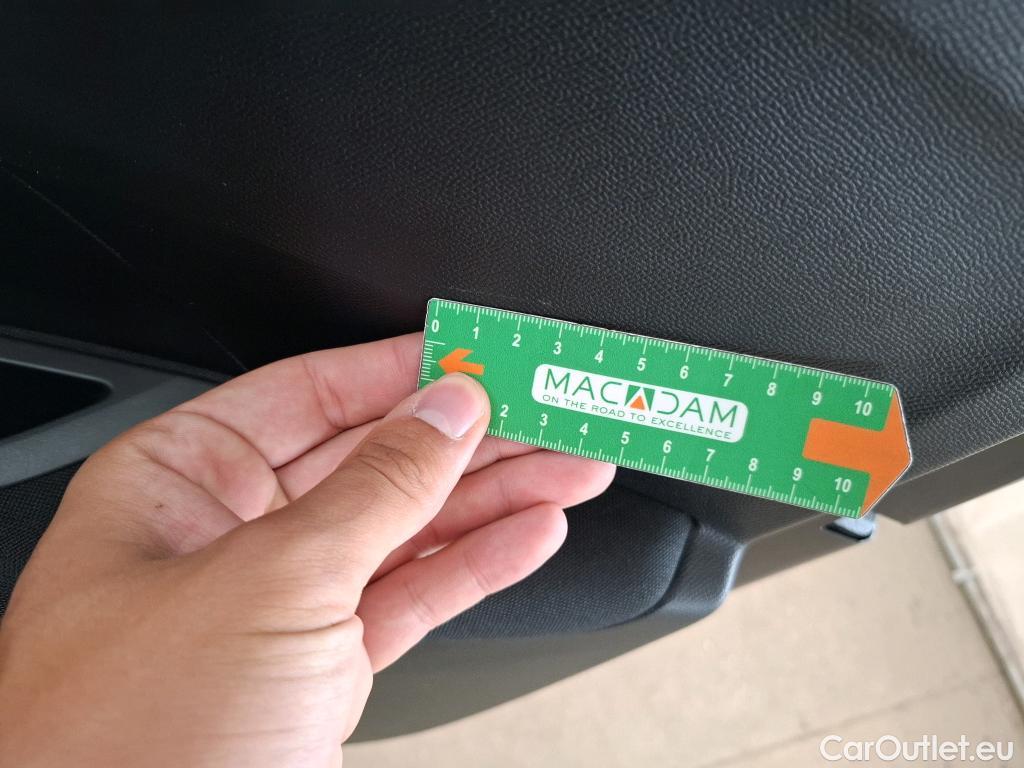 0 1 2 3 4 5 6 7 8 9 10
MACADAM
ON THE ROAD TO EXCELLENCE
2 3 4 5 6 7 8 9 10
CarOutlet.eu